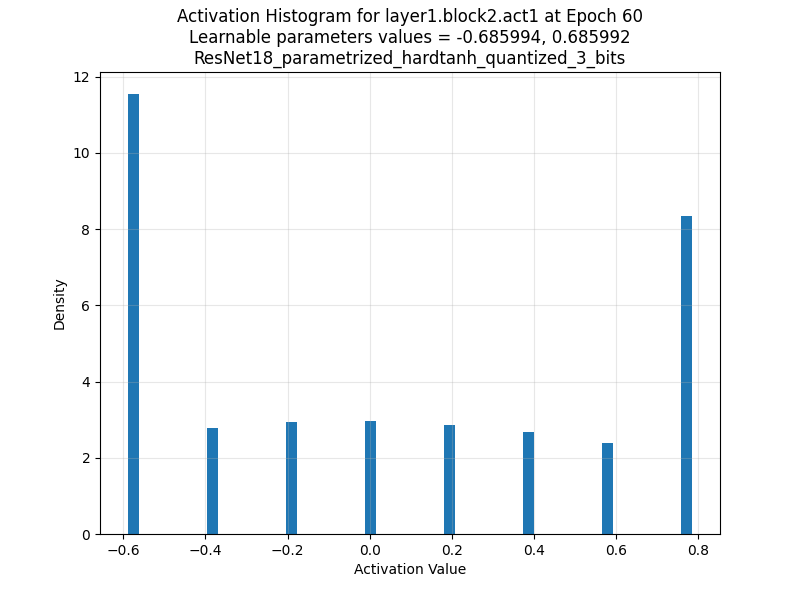 Activation Histogram for layer1.block2.act1 at Epoch 60
Learnable parameters values = -0.685994, 0.685992
ResNet18_parametrized_hardtanh_quantized_3_bits
12
10
8
6
4
2
0
Density
−0.6 −0.4 −0.2 0.0 0.2 0.4 0.6 0.8
Activation Value